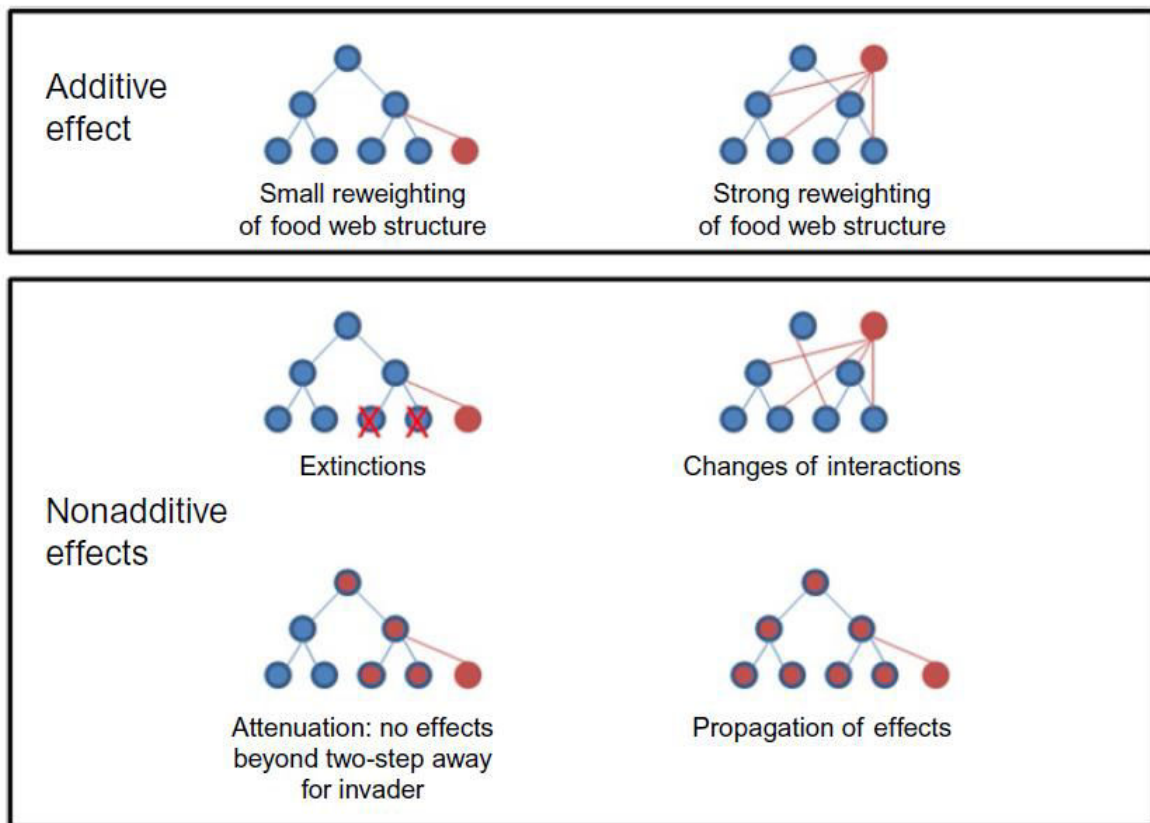 Additive
effect
Small reweighting
of food web structure
Strong reweighting
of food web structure
Nonadditive
effects
Extinctions
Changes of interactions
Attenuation: no effects
beyond two-step away
for invader
Propagation of effects